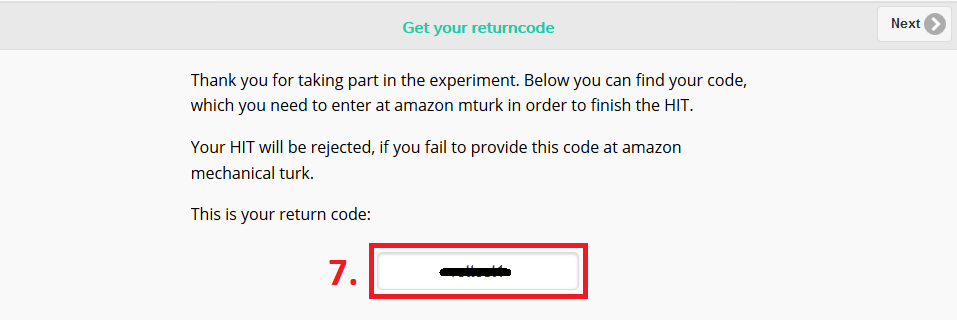 Get your returncode
Next
Thank you for taking part in the experiment. Below you can find your code,
which you need to enter at amazon mturk in order to finish the HIT.
Your HIT will be rejected, if you fail to provide this code at amazon
mechanical turk.
This is your return code:
7.